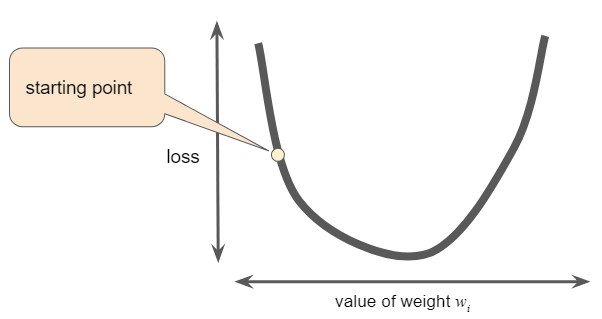 starting point
loss
value of weight wᵢ